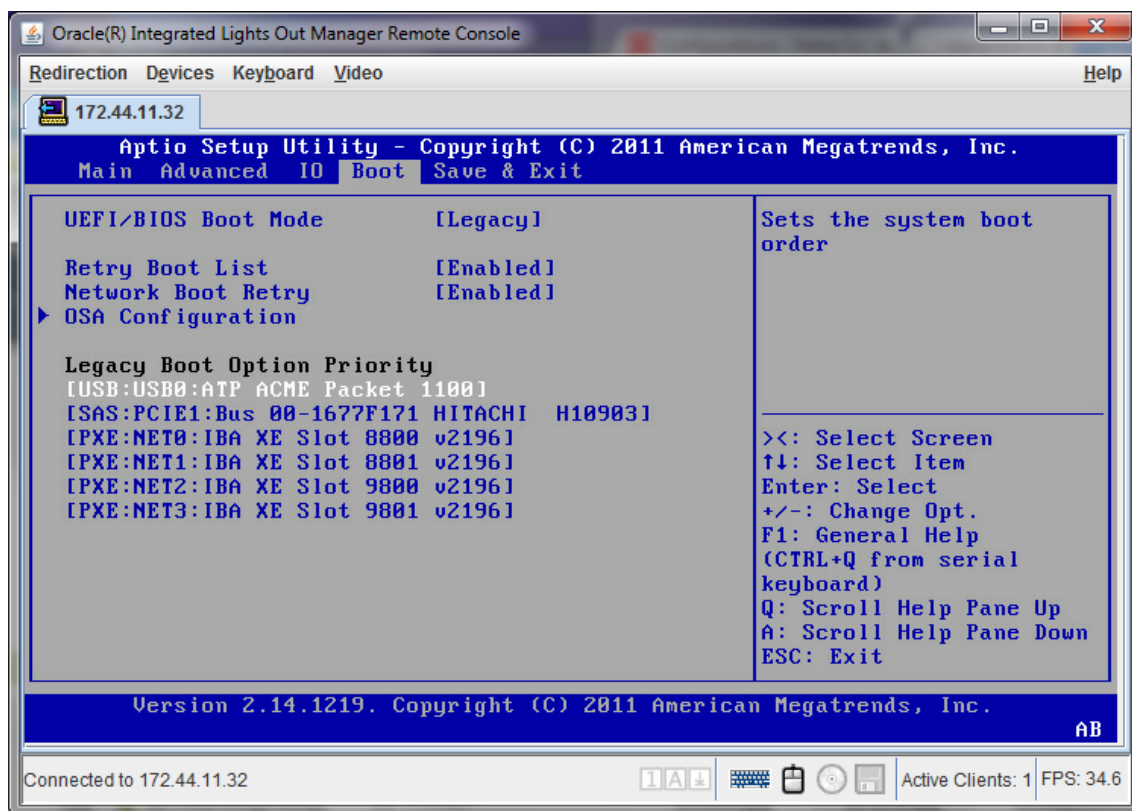 Oracle(R) Integrated Lights Out Manager Remote Console
Redirection Devices Keyboard Video Help
172.44.11.32
Aptio Setup Utility - Copyright (C) 2011 American Megatrends, Inc.
Main Advanced IO Boot Save & Exit
UEFI/BIOS Boot Mode [Legacy]
Retry Boot List [Enabled]
Network Boot Retry [Enabled]
OSA Configuration
Legacy Boot Option Priority
[USB:USB0:ATP ACME Packet 1100]
[SAS:PCIE1:Bus 00-1677F171 HITACHI H10903]
[PXE:NET0:IBA XE Slot 8800 v2196]
[PXE:NET1:IBA XE Slot 8801 v2196]
[PXE:NET2:IBA XE Slot 9800 v2196]
[PXE:NET3:IBA XE Slot 9801 v2196]
Sets the system boot
order
><: Select Screen
↑↓: Select Item
Enter: Select
+/-: Change Opt.
F1: General Help
(CTRL+Q from serial
keyboard)
Q: Scroll Help Pane Up
A: Scroll Help Pane Down
ESC: Exit
Version 2.14.1219. Copyright (C) 2011 American Megatrends, Inc.
AB
Connected to 172.44.11.32 1 A Active Clients: 1 FPS: 34.6